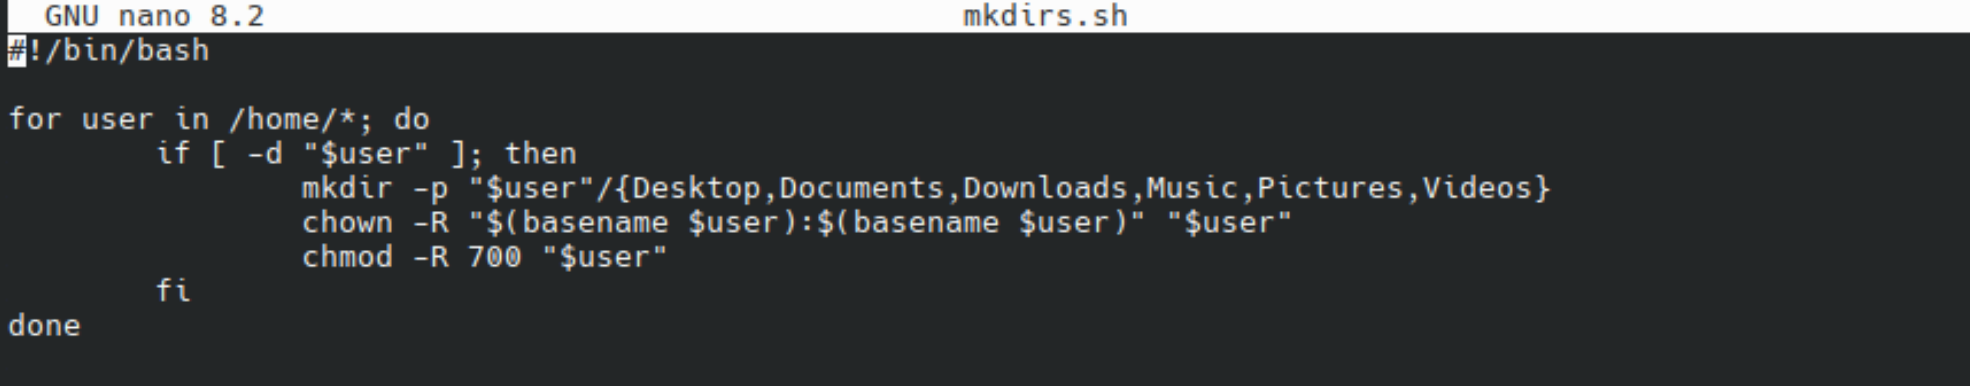 GNU nano 8.2 mkdirs.sh
#!/bin/bash
for user in /home/*; do
if [ -d "$user" ]; then
mkdir -p "$user"/{Desktop,Documents,Downloads,Music,Pictures,Videos}
chown -R "$(basename $user):$(basename $user)" "$user"
chmod -R 700 "$user"
fi
done